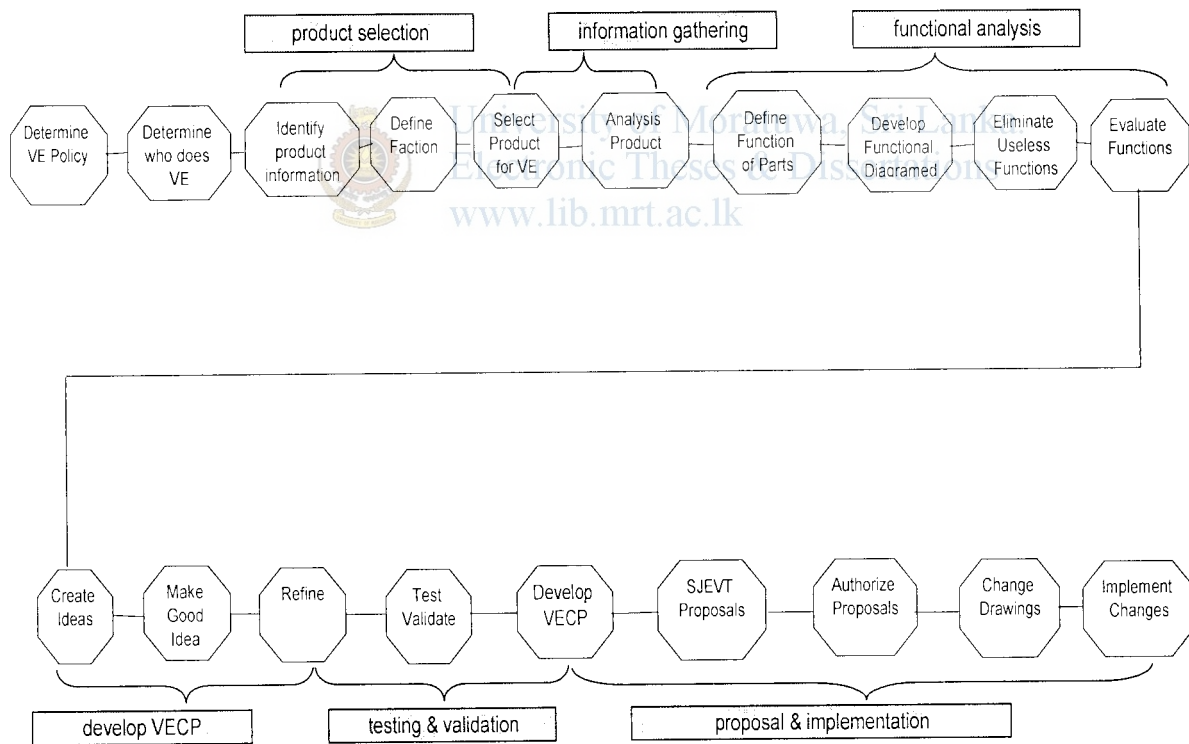 product selection
information gathering
functional analysis
Determine
VE Policy
Determine
who does
VE
Identify
product
information
Define
Faction
Select
Product
for VE
Analysis
Product
Define
Function
of Parts
Develop
Functional
Diagramed
Eliminate
Useless
Functions
Evaluate
Functions
University of Moratuwa, Sri Lanka.
Electronic Theses & Dissertations
www.lib.mrt.ac.lk
Create
Ideas
Make
Good
Idea
Refine
Test
Validate
Develop
VECP
SJEVT
Proposals
Authorize
Proposals
Change
Drawings
Implement
Changes
develop VECP
testing & validation
proposal & implementation